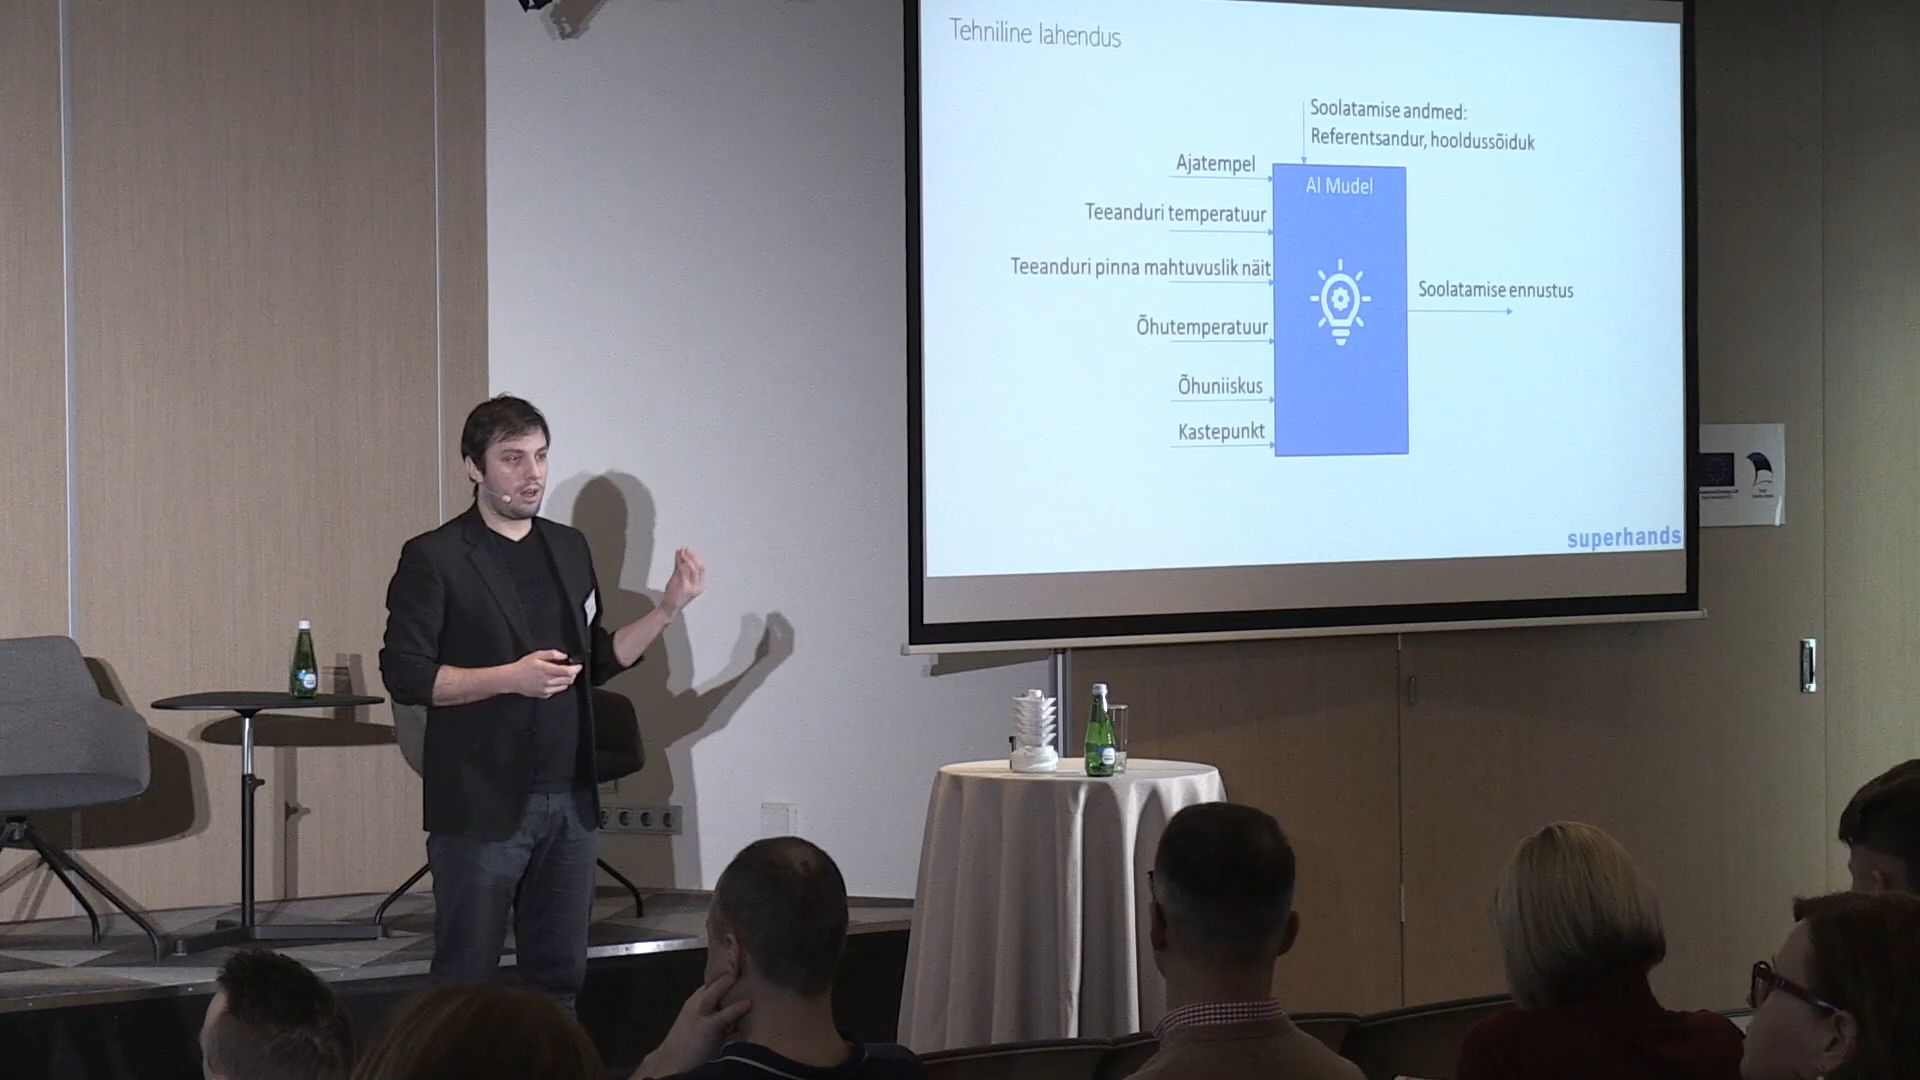 Tehniline lahendus
Soolatamise andmed:
Referentsandur, hooldussõiduk
Ajatempel
AI Mudel
Teeanduri temperatuur
Teeanduri pinna mahtuvuslik näit
Soolatamise ennustus
Õhutemperatuur
Õhuniiskus
Kastepunkt
superhands